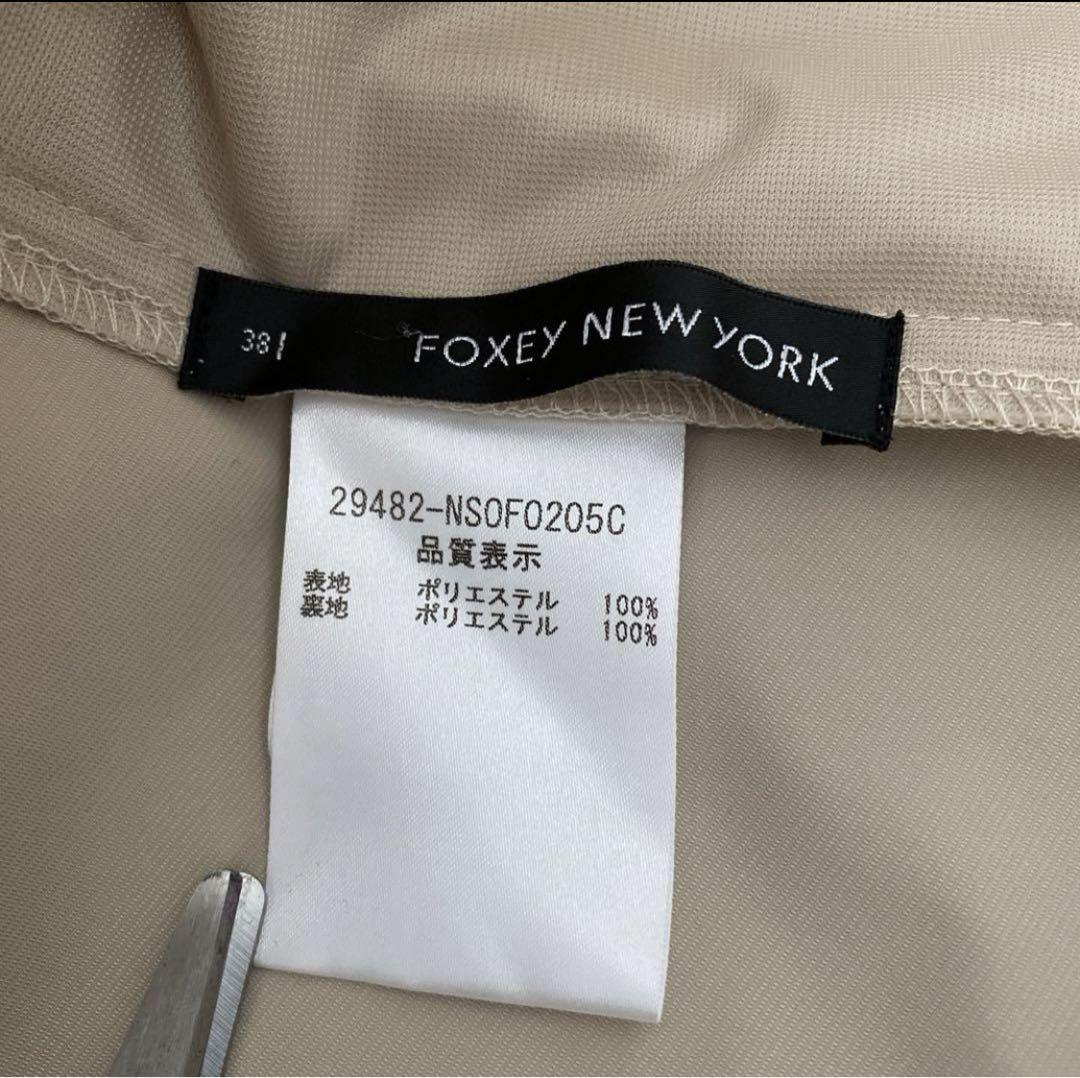 38
FOXEY NEW YORK
29482-NSOF0205C
品質表示
表地 ポリエステル 100%
裏地 ポリエステル 100%